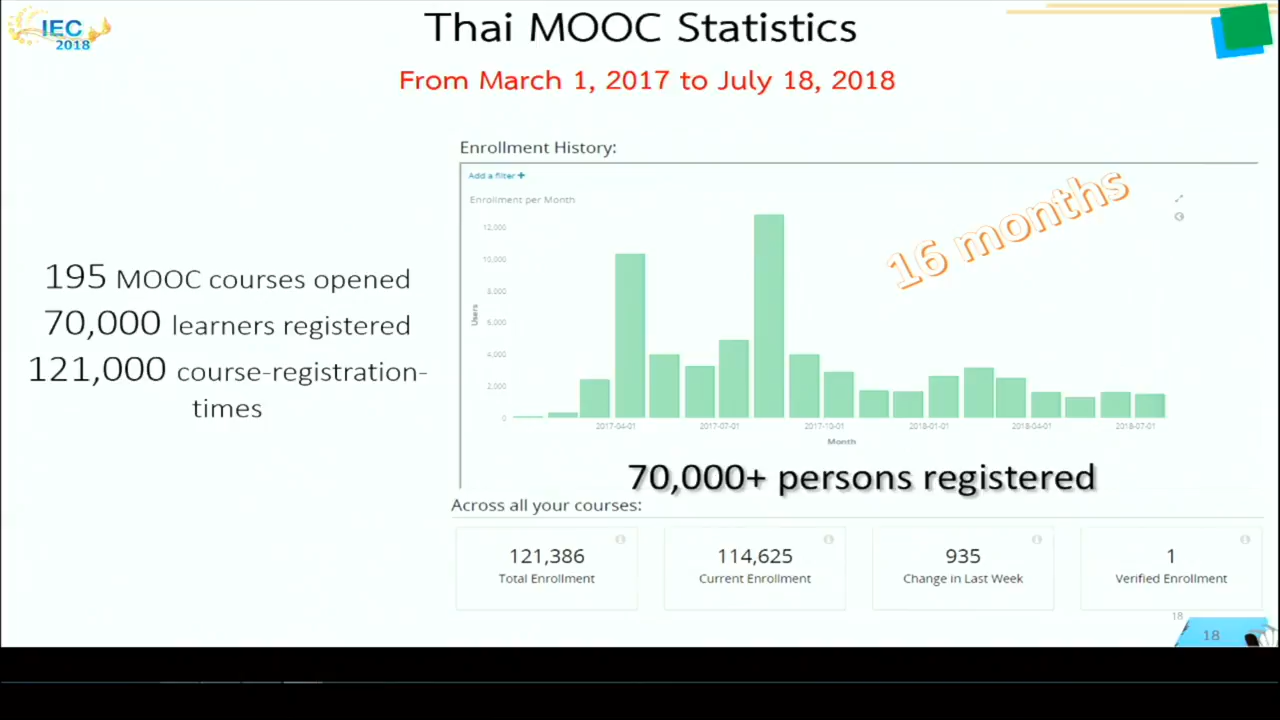 IEC
2018
Thai MOOC Statistics
From March 1, 2017 to July 18, 2018
195 MOOC courses opened
70,000 learners registered
121,000 course-registration-
times
Enrollment History:
Add a filter +
Enrollment per Month
16 months
12,000
10,000
8,000
6,000
4,000
2,000
0
Users
2017-04-01
2017-07-01
2017-10-01
2018-01-01
2018-04-01
2018-07-01
Month
70,000+ persons registered
Across all your courses:
121,386
Total Enrollment
114,625
Current Enrollment
935
Change in Last Week
1
Verified Enrollment
18
18